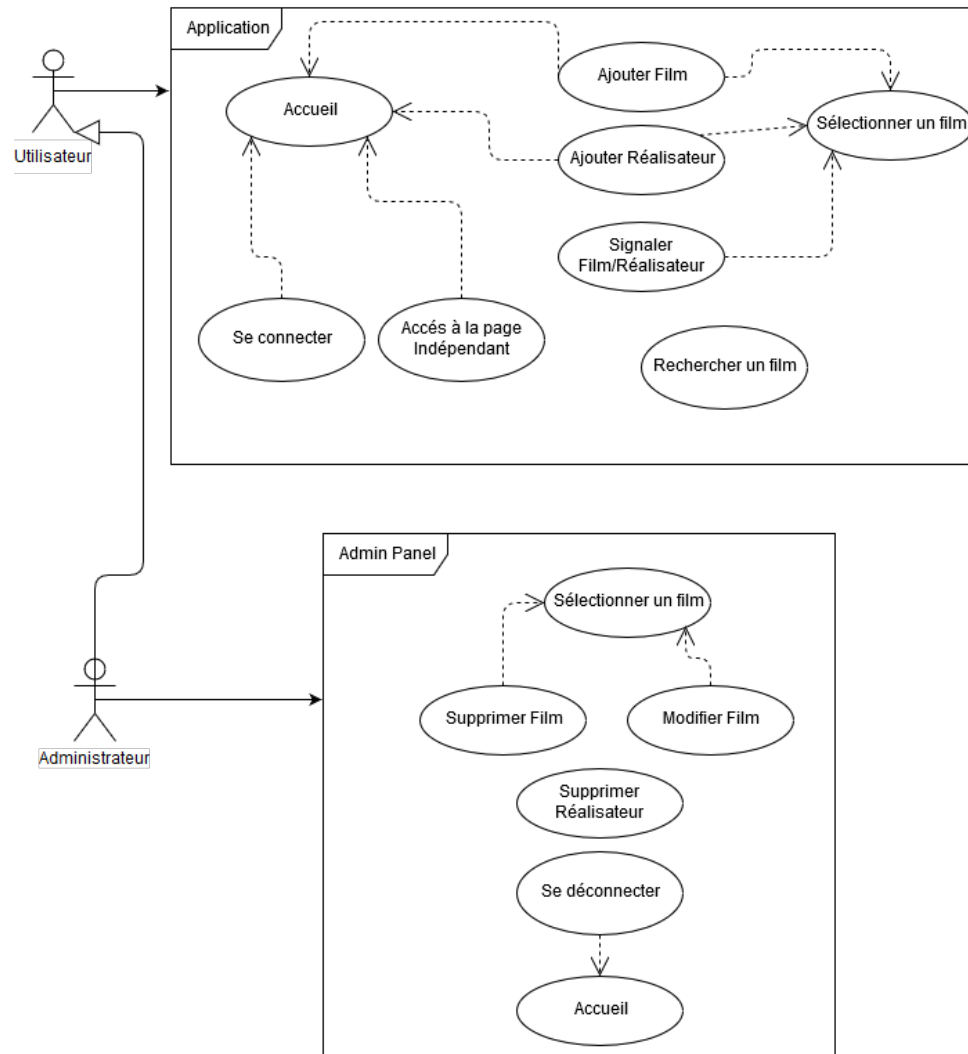 Application
Ajouter Film
Accueil
Sélectionner un film
Utilisateur
Ajouter Réalisateur
Signaler
Film/Réalisateur
Se connecter
Accés à la page
Indépendant
Rechercher un film
Admin Panel
Sélectionner un film
Supprimer Film
Modifier Film
Administrateur
Supprimer
Réalisateur
Se déconnecter
Accueil